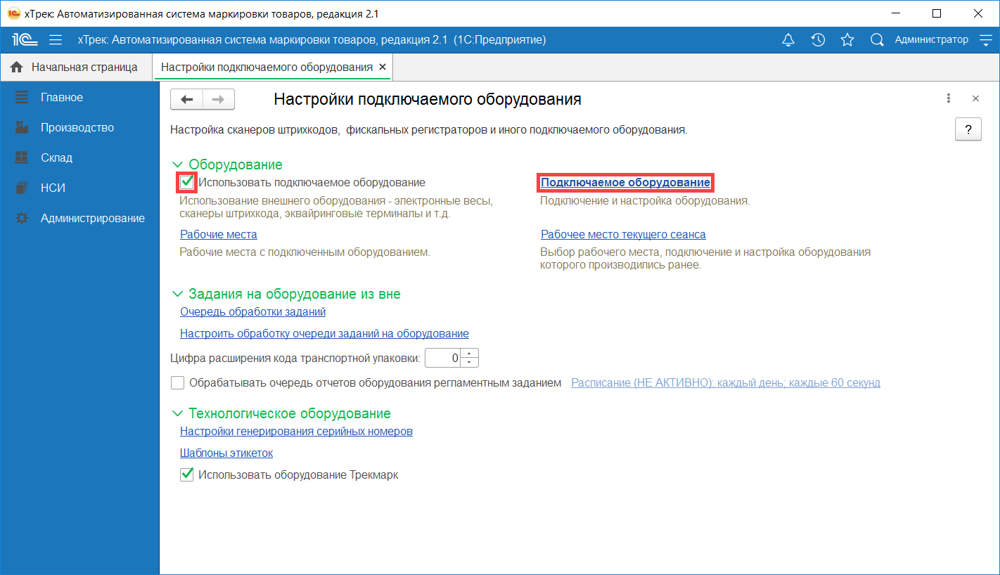 хТрек: Автоматизированная система маркировки товаров, редакция 2.1
хТрек: Автоматизированная система маркировки товаров, редакция 2.1 (1С:Предприятие)
Администратор
Начальная страница
Настройки подключаемого оборудования
Главное
Производство
Склад
НСИ
Администрирование
Настройки подключаемого оборудования
Настройка сканеров штрихкодов, фискальных регистраторов и иного подключаемого оборудования.
?
Оборудование
Использовать подключаемое оборудование
Использование внешнего оборудования - электронные весы,
сканеры штрихкода, эквайринговые терминалы и т.д.
Подключаемое оборудование
Подключение и настройка оборудования.
Рабочие места
Рабочие места с подключенным оборудованием.
Рабочее место текущего сеанса
Выбор рабочего места, подключение и настройка оборудования
которого производились ранее.
Задания на оборудование из вне
Очередь обработки заданий
Настроить обработку очереди заданий на оборудование
Цифра расширения кода транспортной упаковки: 0
Обрабатывать очередь отчетов оборудования регламентным заданием Расписание (НЕ АКТИВНО): каждый день; каждые 60 секунд
Технологическое оборудование
Настройки генерирования серийных номеров
Шаблоны этикеток
Использовать оборудование Трекмарк